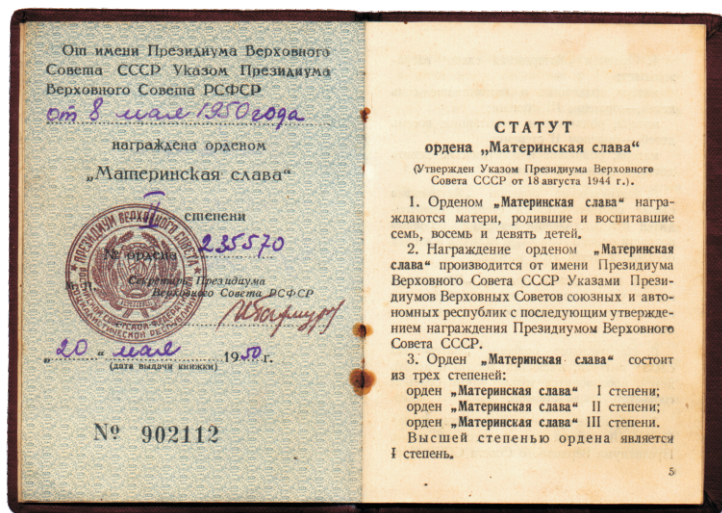 От имени Президиума Верховного
Совета СССР Указом Президиума
Верховного Совета РСФСР
от 8 мая 1950 года
награждена орденом
„Материнская слава“
II степени
№ ордена 235570
м. п. Секретарь Президиума
Верховного Совета РСФСР
„20“ мая 1950 г.
(дата выдачи книжки)
№ 902112
СТАТУТ
ордена „Материнская слава“
(Утвержден Указом Президиума Верховного
Совета СССР от 18 августа 1944 г.).
1. Орденом „Материнская слава“ награ-
ждаются матери, родившие и воспитавшие
семь, восемь и девять детей.
2. Награждение орденом „Материнская
слава“ производится от имени Президиума
Верховного Совета СССР Указами Прези-
диумов Верховных Советов союзных и авто-
номных республик с последующим утвержде-
нием награждения Президиумом Верховного
Совета СССР.
3. Орден „Материнская слава“ состоит
из трех степеней:
орден „Материнская слава“ I степени;
орден „Материнская слава“ II степени;
орден „Материнская слава“ III степени.
Высшей степенью ордена является
I степень.
5